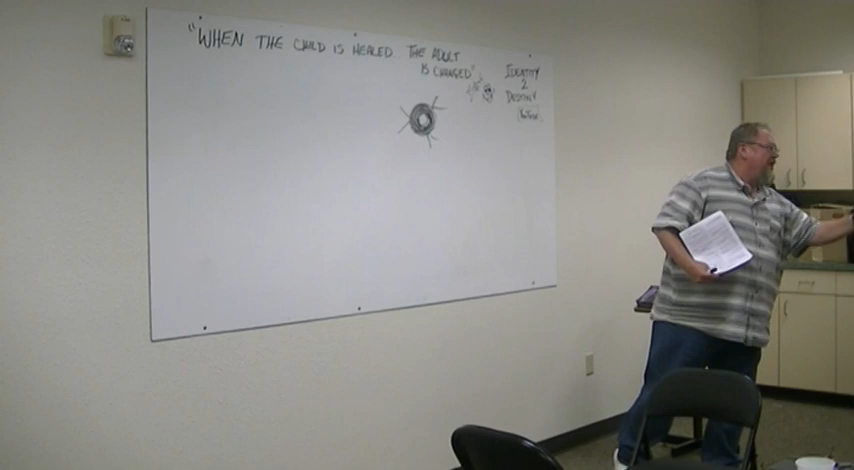 "WHEN THE CHILD IS HEALED THE ADULT
IS CHANGED"
IDENTITY
2
DESTINY